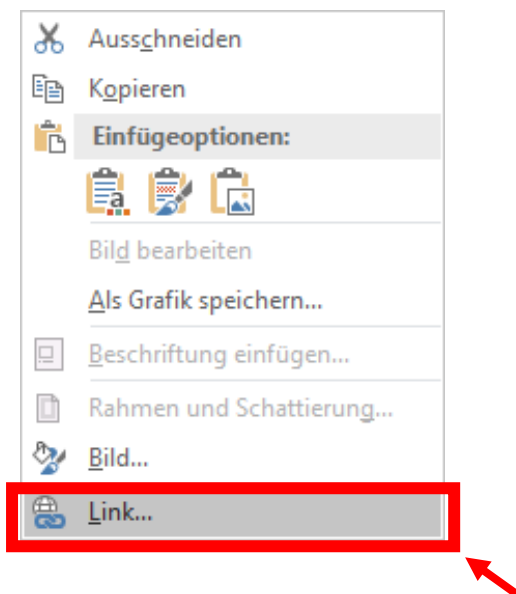 Ausschneiden
Kopieren
Einfügeoptionen:
a
Bild bearbeiten
Als Grafik speichern...
Beschriftung einfügen...
Rahmen und Schattierung...
Bild...
Link...